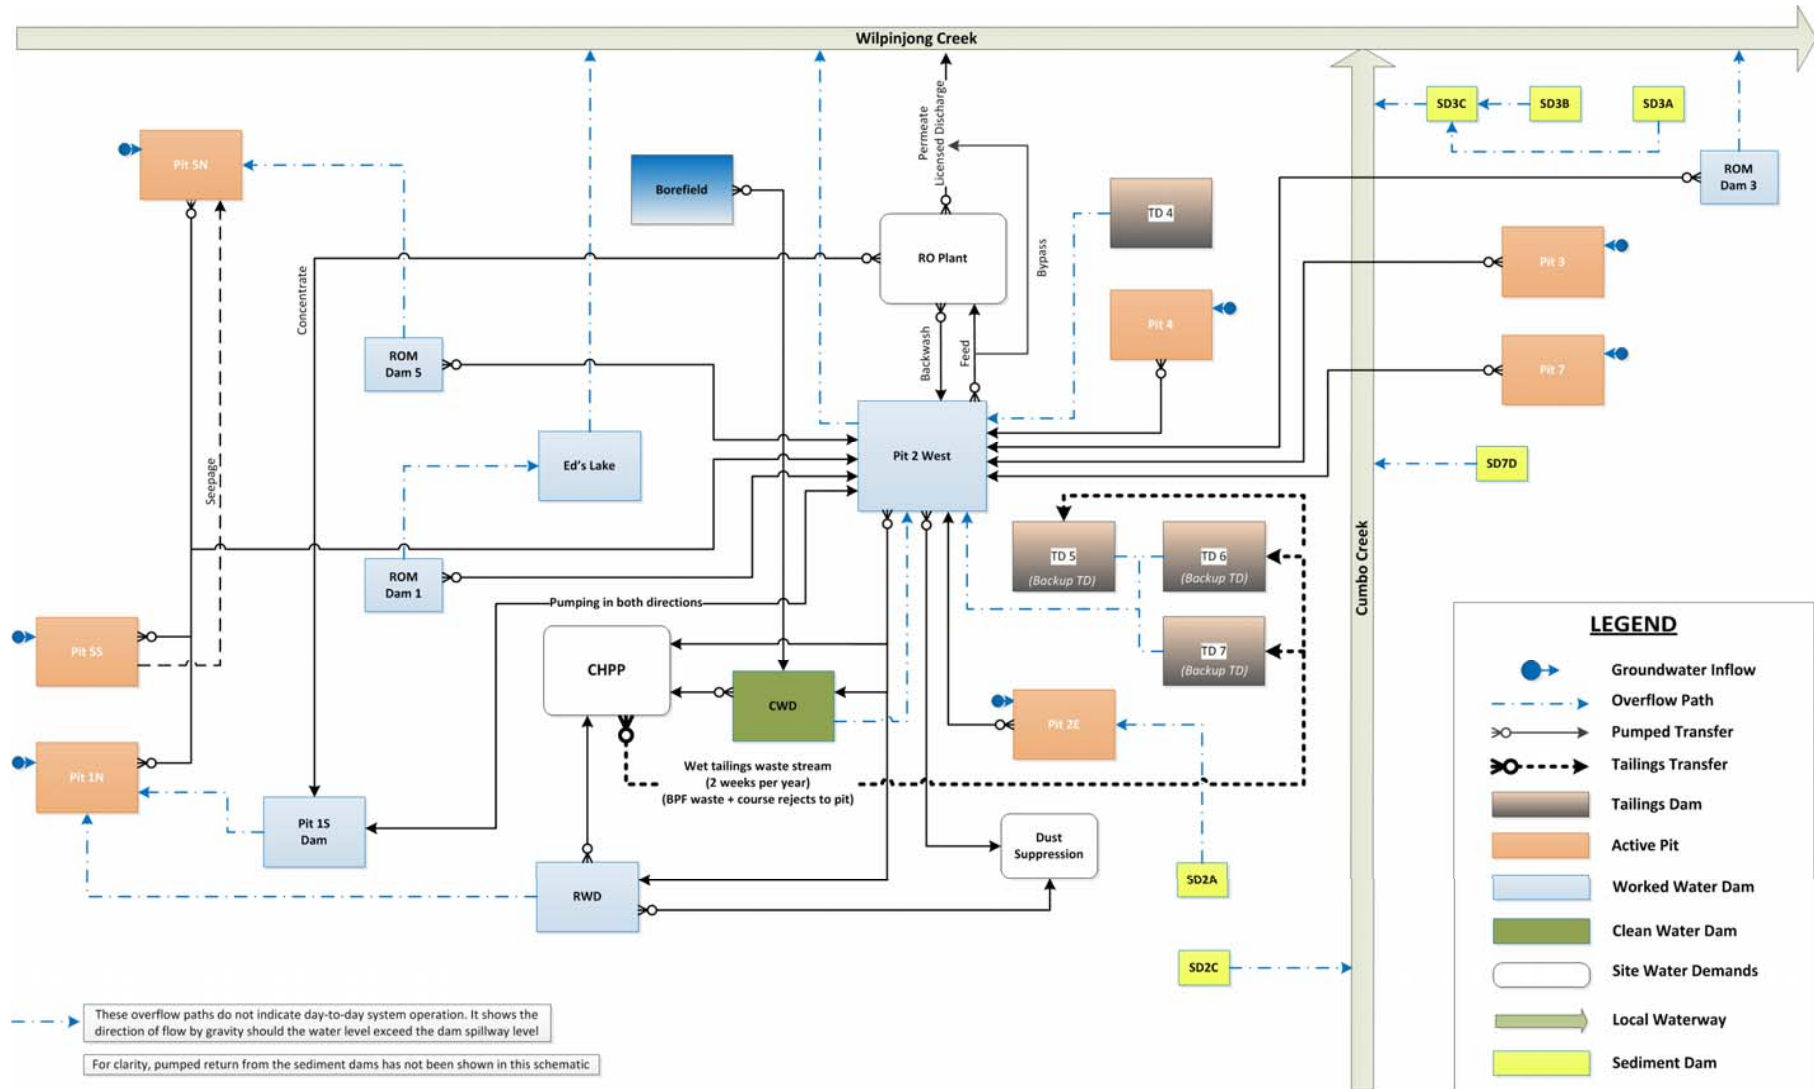 Wilpinjong Creek
Permeate
Licensed Discharge
SD3C
SD3B
SD3A
Pit 5N
Borefield
TD 4
ROM
Dam 3
RO Plant
Bypass
Pit 3
Concentrate
Pit 4
Backwash
Feed
ROM
Dam 5
Pit 7
Pit 2 West
Ed's Lake
SD7D
Seepage
Cumbo Creek
TD 5
(Backup TD)
TD 6
(Backup TD)
ROM
Dam 1
Pumping in both directions
Pit 5S
CHPP
TD 7
(Backup TD)
CWD
Pit 2E
Pit 1N
Wet tailings waste stream
(2 weeks per year)
(BPF waste + course rejects to pit)
Pit 1S
Dam
Dust
Suppression
RWD
SD2A
SD2C
LEGEND
Groundwater Inflow
Overflow Path
Pumped Transfer
Tailings Transfer
Tailings Dam
Active Pit
Worked Water Dam
Clean Water Dam
Site Water Demands
Local Waterway
Sediment Dam
These overflow paths do not indicate day-to-day system operation. It shows the
direction of flow by gravity should the water level exceed the dam spillway level
For clarity, pumped return from the sediment dams has not been shown in this schematic